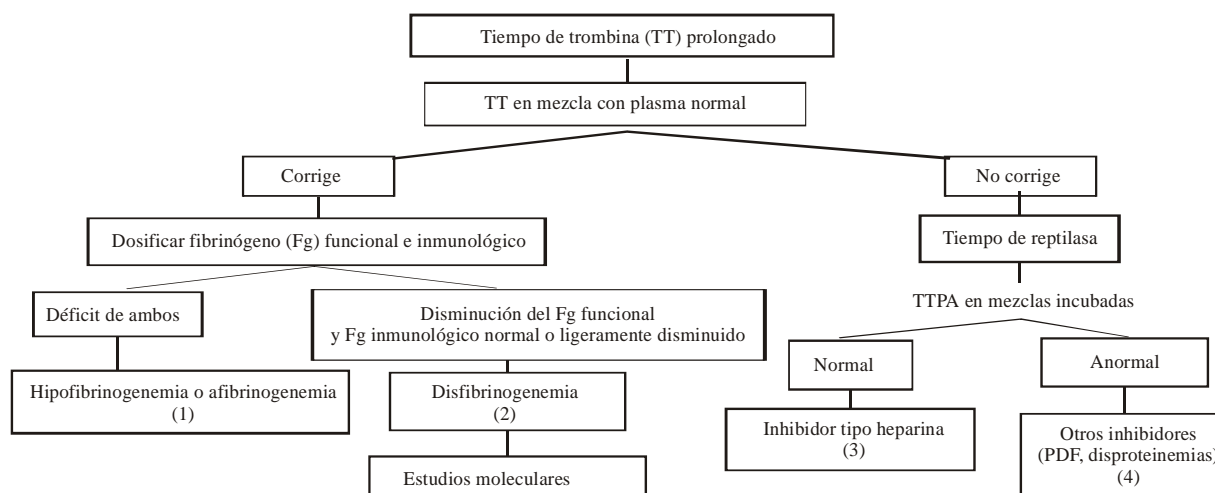 Tiempo de trombina (TT) prolongado
TT en mezcla con plasma normal
Corrige
No corrige
Dosificar fibrinógeno (Fg) funcional e inmunológico
Tiempo de reptilasa
TTPA en mezclas incubadas
Déficit de ambos
Disminución del Fg funcional
y Fg inmunológico normal o ligeramente disminuido
Normal
Anormal
Hipofibrinogenemia o afibrinogenemia
(1)
Disfibrinogenemia
(2)
Inhibidor tipo heparina
(3)
Otros inhibidores
(PDF, disproteinemias)
(4)
Estudios moleculares